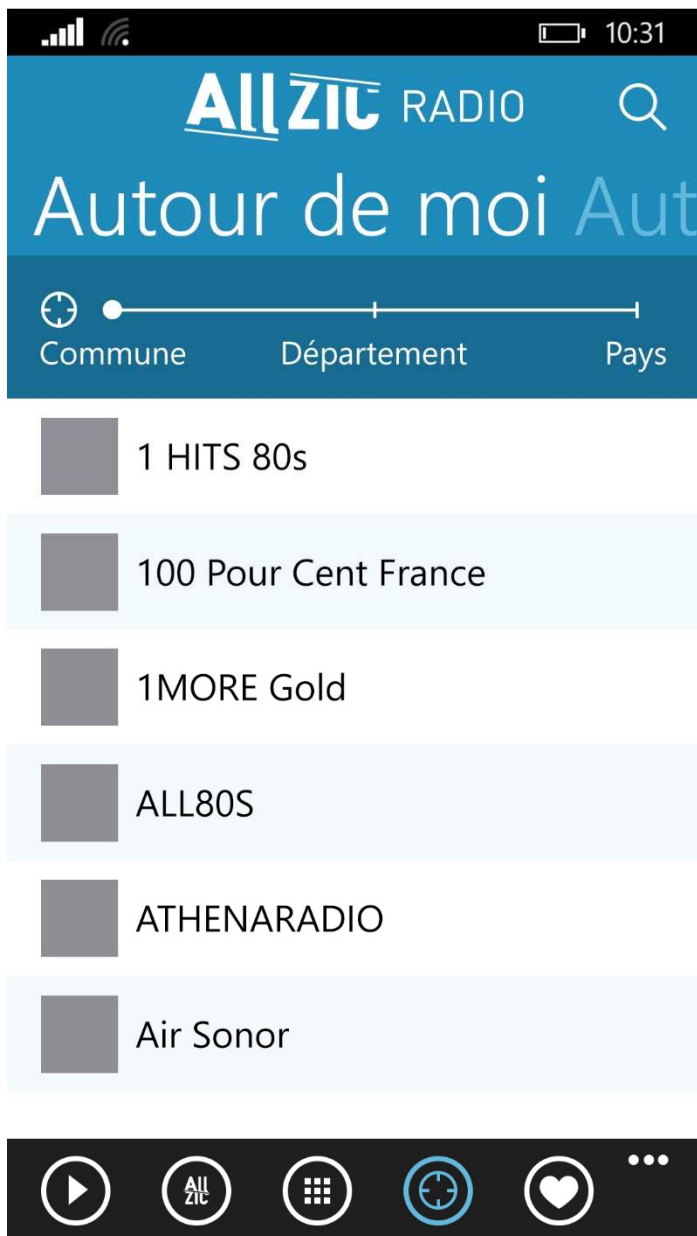 10:31
AllZIC RADIO
Autour de moi Aut
Commune Département Pays
1 HITS 80s
100 Pour Cent France
1MORE Gold
ALL80S
ATHENARADIO
Air Sonor
All
ZIC